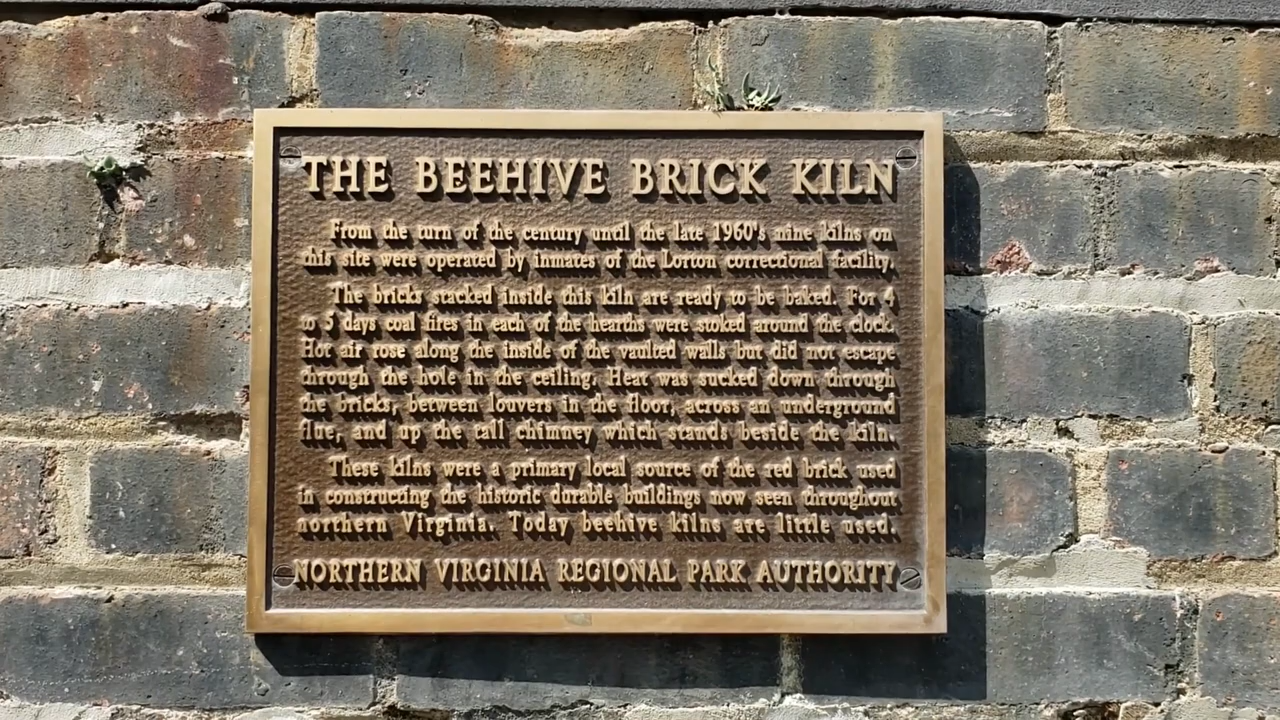 THE BEEHIVE BRICK KILN
From the turn of the century until the late 1960's nine kilns on
this site were operated by inmates of the Lorton correctional facility.
The bricks stacked inside this kiln are ready to be baked. For 4
to 5 days coal fires in each of the hearths were stoked around the clock.
Hot air rose along the inside of the vaulted walls but did not escape
through the hole in the ceiling. Heat was sucked down through
the bricks, between louvers in the floor, across an underground
flue, and up the tall chimney which stands beside the kiln.
These kilns were a primary local source of the red brick used
in constructing the historic durable buildings now seen throughout
northern Virginia. Today beehive kilns are little used.
NORTHERN VIRGINIA REGIONAL PARK AUTHORITY